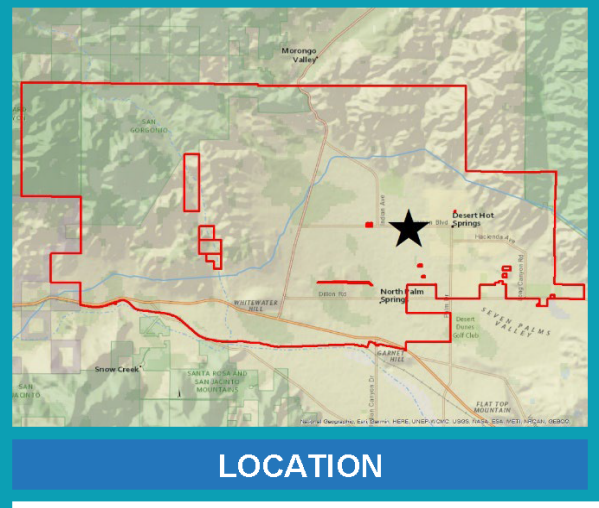 Morongo
Valley
SAN
GORGONIO
Indian Ave
Blvd
Desert Hot
Springs
Hacienda Ave
Dillon Rd
North Palm
Springs
WHITEWATER
HILL
SEVEN PALMS
VALLEY
Desert
Dunes
Golf Club
GARNET
HILL
Snow Creek
SANTA ROSA AND
SAN JACINTO
MOUNTAINS
SAN
JACINTO
FLAT TOP
MOUNTAIN
National Geographic, Esri, Garmin, HERE, UNEP-WCMC, USGS, NASA, ESA, METI, NRCAN, GEBCO
LOCATION